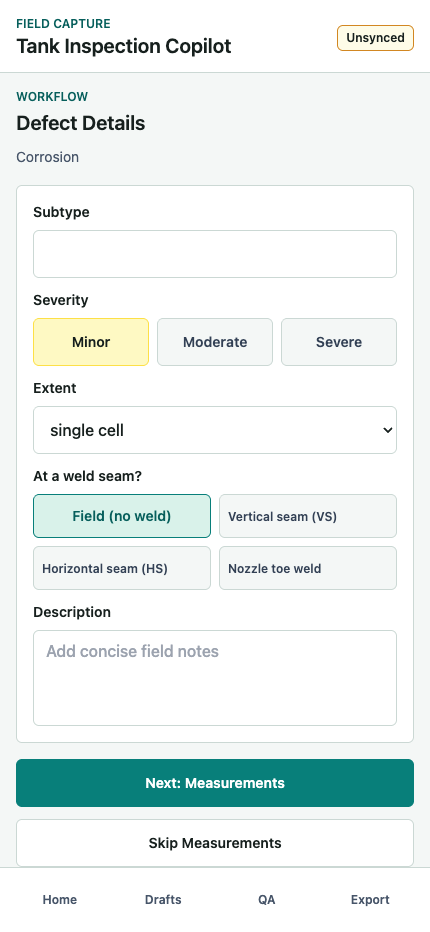 FIELD CAPTURE
Tank Inspection Copilot
Unsynced
WORKFLOW
Defect Details
Corrosion
Subtype
Severity
Minor
Moderate
Severe
Extent
single cell
At a weld seam?
Field (no weld)
Vertical seam (VS)
Horizontal seam (HS)
Nozzle toe weld
Description
Add concise field notes
Next: Measurements
Skip Measurements
Home
Drafts
QA
Export